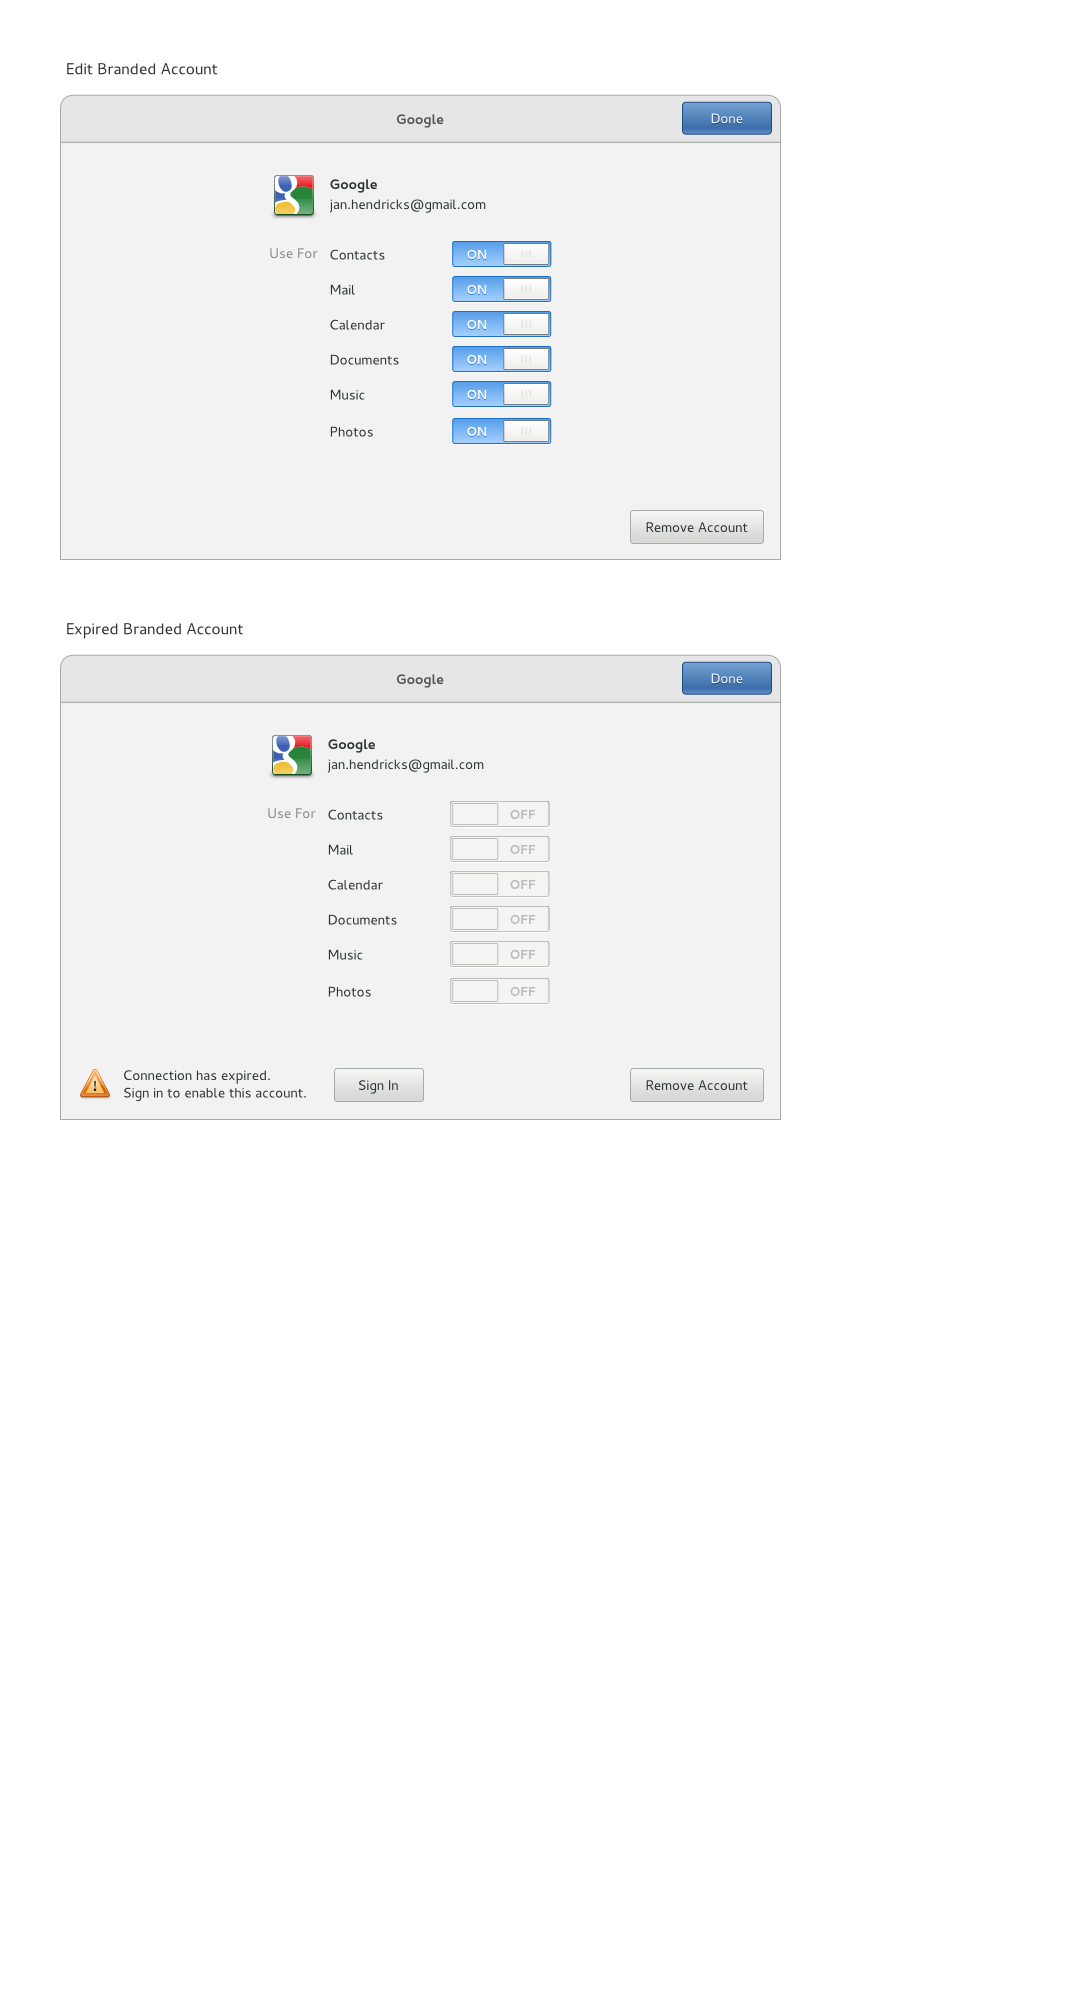 Edit Branded Account
Google Done
Google
jan.hendricks@gmail.com
Use For Contacts ON
Mail ON
Calendar ON
Documents ON
Music ON
Photos ON
Remove Account
Expired Branded Account
Google Done
Google
jan.hendricks@gmail.com
Use For Contacts OFF
Mail OFF
Calendar OFF
Documents OFF
Music OFF
Photos OFF
Connection has expired.
Sign in to enable this account.
Sign In
Remove Account